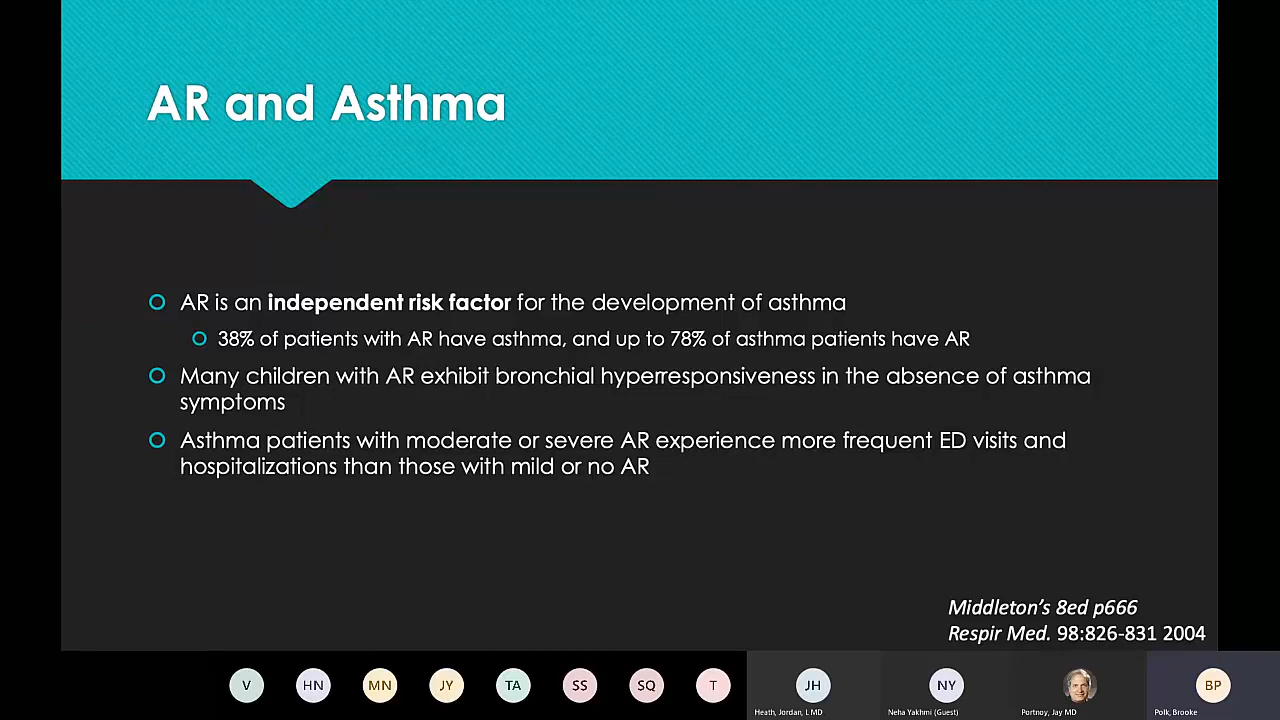 AR and Asthma
AR is an independent risk factor for the development of asthma
38% of patients with AR have asthma, and up to 78% of asthma patients have AR
Many children with AR exhibit bronchial hyperresponsiveness in the absence of asthma
symptoms
Asthma patients with moderate or severe AR experience more frequent ED visits and
hospitalizations than those with mild or no AR
Middleton's 8ed p666
Respir Med. 98:826-831 2004
V HN MN JY TA SS SQ T JH NY BP
Heath, Jordan, L MD Neha Yakhmi (Guest) Portnoy, Jay MD Polk, Brooke